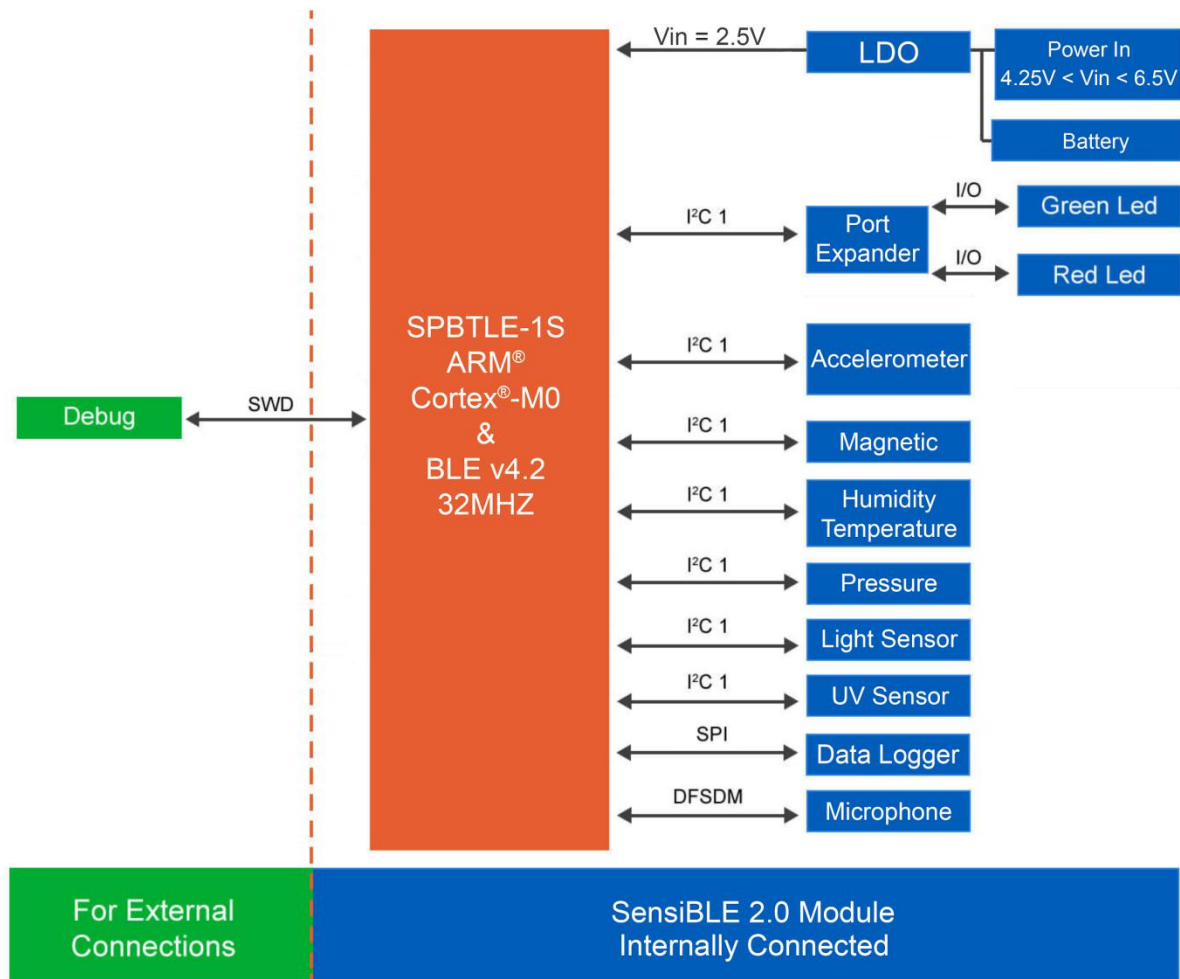 Vin = 2.5V
LDO
Power In
4.25V < Vin < 6.5V
Battery
I²C 1
Port
Expander
I/O
Green Led
I/O
Red Led
SPBTLE-1S
ARM®
Cortex®-M0
&
BLE v4.2
32MHZ
I²C 1
Accelerometer
Debug
SWD
I²C 1
Magnetic
I²C 1
Humidity
Temperature
I²C 1
Pressure
I²C 1
Light Sensor
I²C 1
UV Sensor
SPI
Data Logger
DFSDM
Microphone
For External
Connections
SensiBLE 2.0 Module
Internally Connected